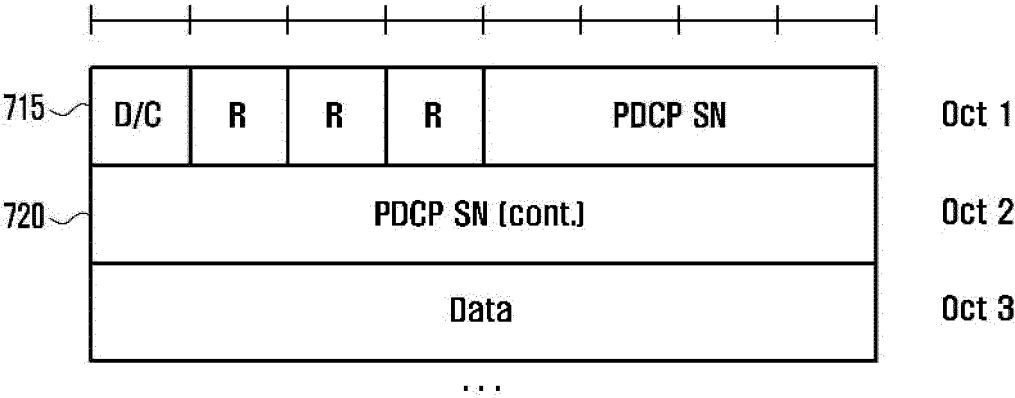 715 D/C R R R PDCP SN Oct 1
720 PDCP SN (cont.) Oct 2
Data Oct 3
...